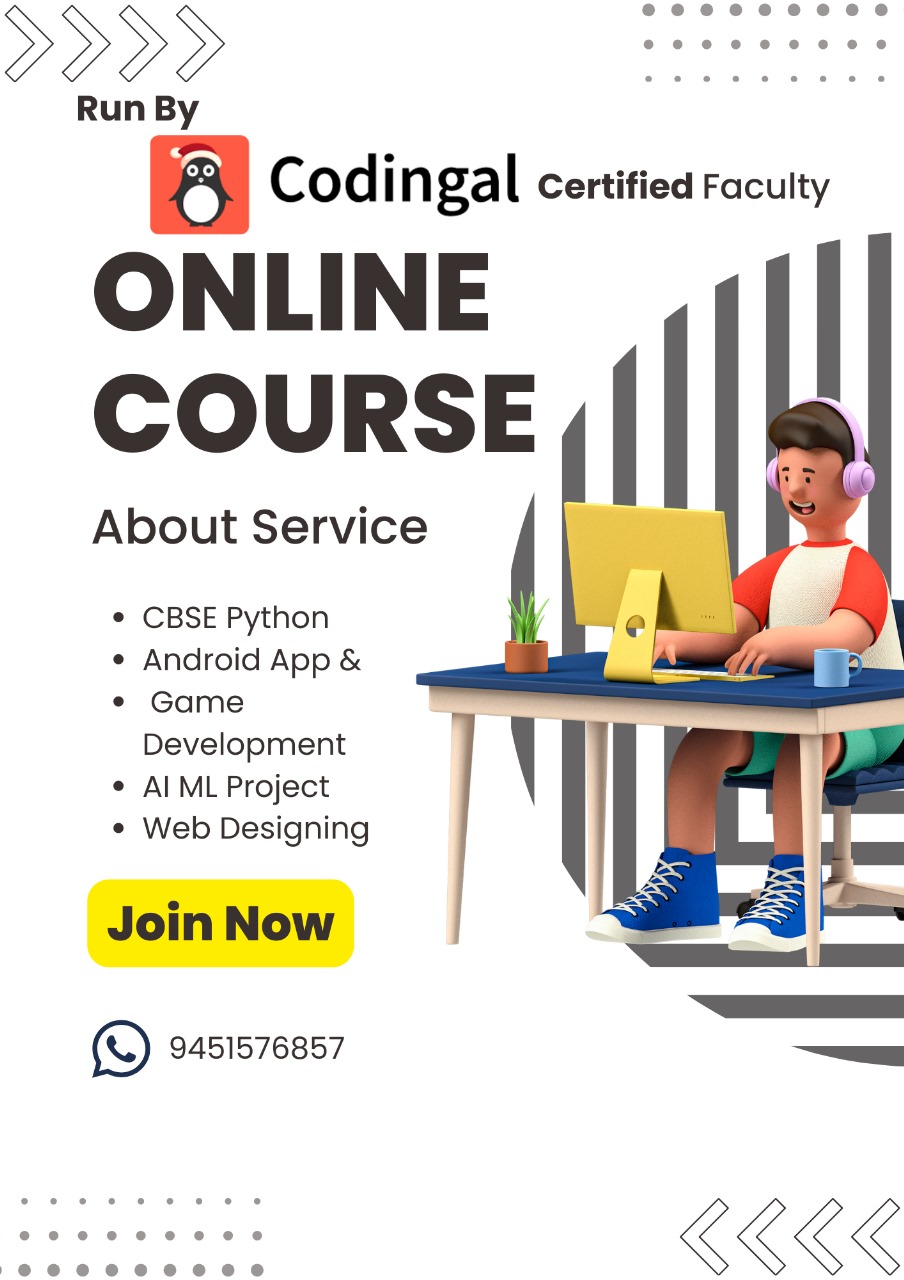 Run By
Codingal Certified Faculty
ONLINE
COURSE
About Service
• CBSE Python
• Android App &
• Game
Development
• AI ML Project
• Web Designing
Join Now
9451576857